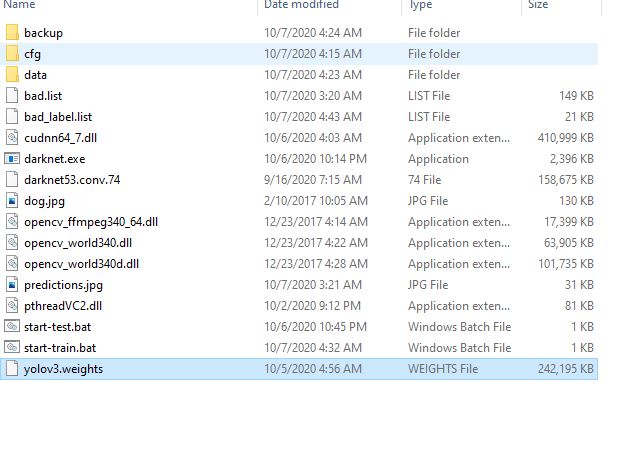 Name Date modified Type Size
backup 10/7/2020 4:24 AM File folder
cfg 10/7/2020 4:15 AM File folder
data 10/7/2020 4:23 AM File folder
bad.list 10/7/2020 3:20 AM LIST File 149 KB
bad_label.list 10/7/2020 4:43 AM LIST File 21 KB
cudnn64_7.dll 10/6/2020 4:03 AM Application exten... 410,999 KB
darknet.exe 10/6/2020 10:14 PM Application 2,396 KB
darknet53.conv.74 9/16/2020 7:15 AM 74 File 158,675 KB
dog.jpg 2/10/2017 10:05 AM JPG File 130 KB
opencv_ffmpeg340_64.dll 12/23/2017 4:14 AM Application exten... 17,399 KB
opencv_world340.dll 12/23/2017 4:22 AM Application exten... 63,905 KB
opencv_world340d.dll 12/23/2017 4:28 AM Application exten... 101,735 KB
predictions.jpg 10/7/2020 3:21 AM JPG File 31 KB
pthreadVC2.dll 10/2/2020 9:12 PM Application exten... 81 KB
start-test.bat 10/6/2020 10:45 PM Windows Batch File 1 KB
start-train.bat 10/7/2020 4:32 AM Windows Batch File 1 KB
yolov3.weights 10/5/2020 4:56 AM WEIGHTS File 242,195 KB